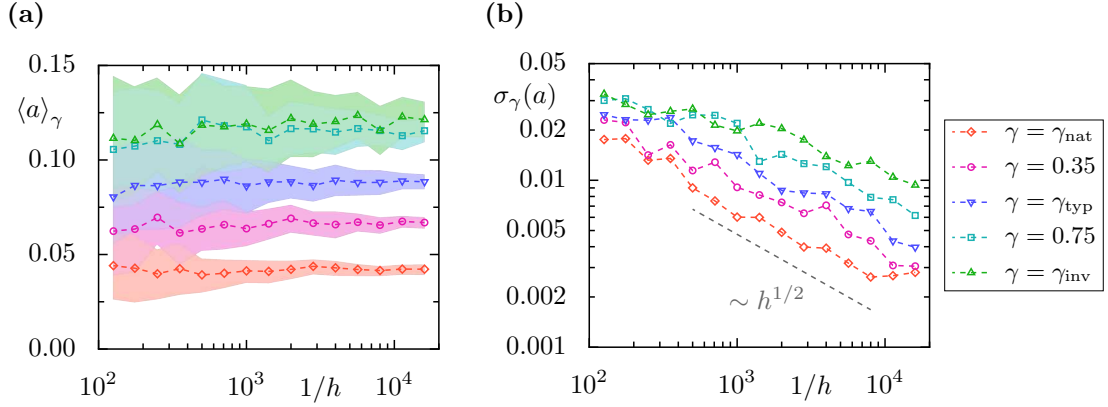 (a)
0.15
⟨a⟩γ
0.10
0.05
0.00
10² 10³ 1/h 10⁴
(b)
0.05
σγ(a)
0.02
0.01
0.005
0.002
0.001
∼ h^{1/2}
10² 10³ 1/h 10⁴
γ = γnat
γ = 0.35
γ = γtyp
γ = 0.75
γ = γinv